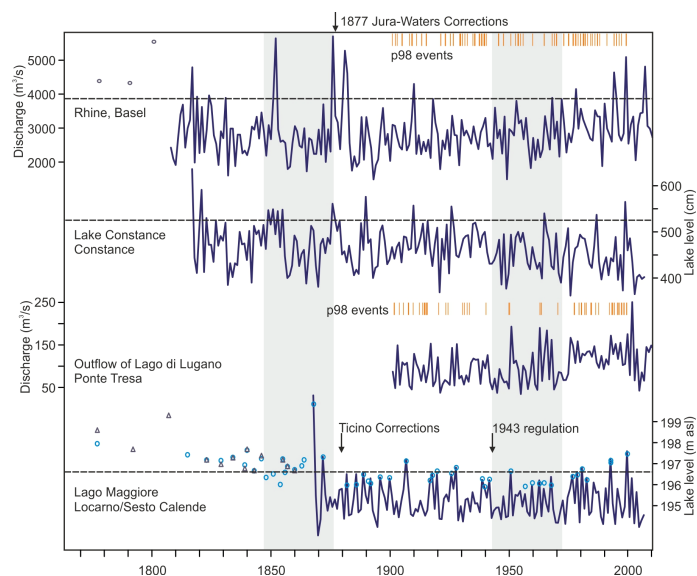 1877 Jura-Waters Corrections
p98 events
5000
4000
3000
2000
Discharge (m³/s)
Rhine, Basel
600
500
400
Lake level (cm)
Lake Constance
Constance
p98 events
250
150
50
Discharge (m³/s)
Outflow of Lago di Lugano
Ponte Tresa
Ticino Corrections
1943 regulation
199
198
197
196
195
Lake level (m asl)
Lago Maggiore
Locarno/Sesto Calende
1800 1850 1900 1950 2000